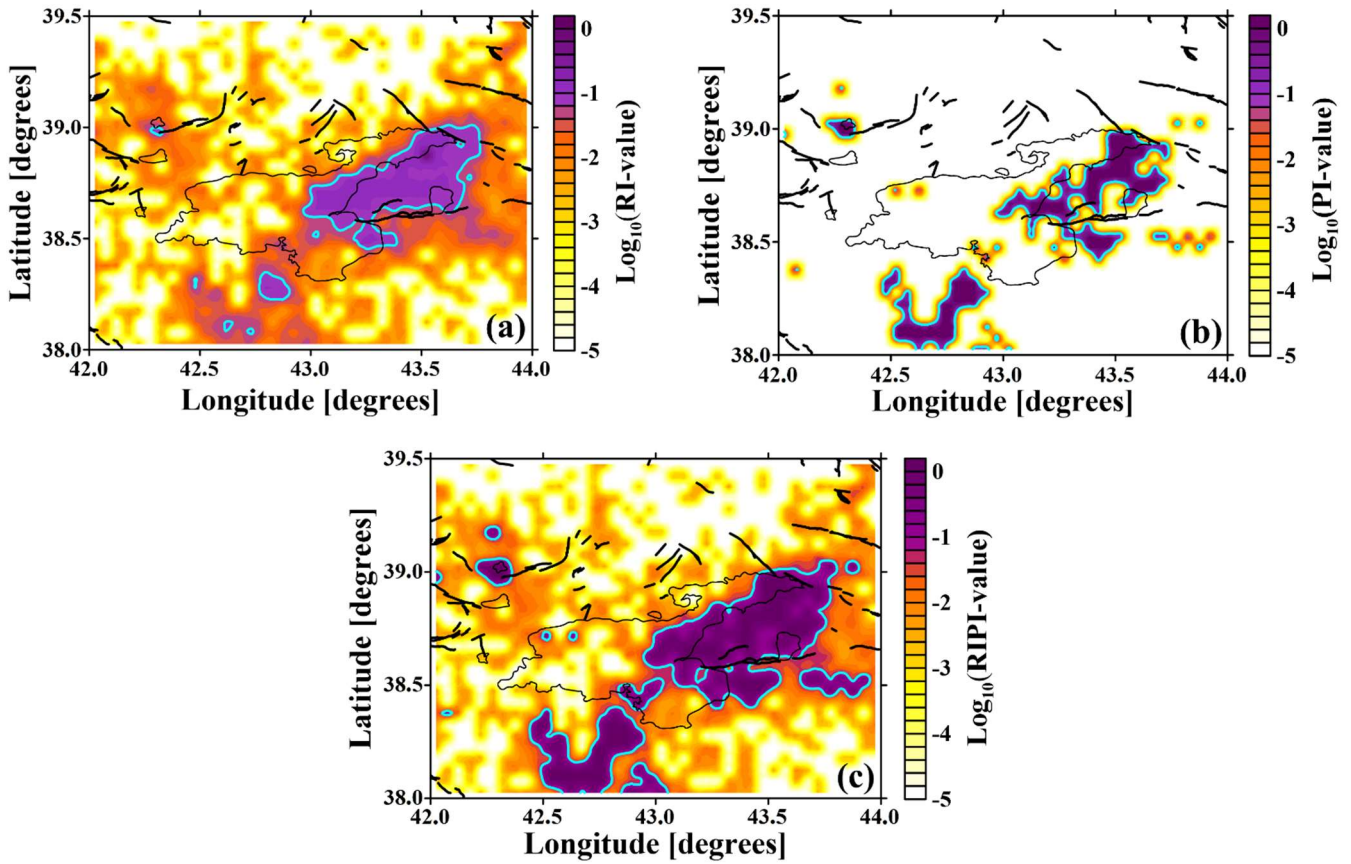 39.5
39.0
38.5
38.0
Latitude [degrees]
42.0 42.5 43.0 43.5 44.0
Longitude [degrees]
(a)
0
-1
-2
-3
-4
-5
Log₁₀(RI-value)
39.5
39.0
38.5
38.0
Latitude [degrees]
42.0 42.5 43.0 43.5 44.0
Longitude [degrees]
(b)
0
-1
-2
-3
-4
-5
Log₁₀(PI-value)
39.5
39.0
38.5
38.0
Latitude [degrees]
42.0 42.5 43.0 43.5 44.0
Longitude [degrees]
(c)
0
-1
-2
-3
-4
-5
Log₁₀(RIPI-value)